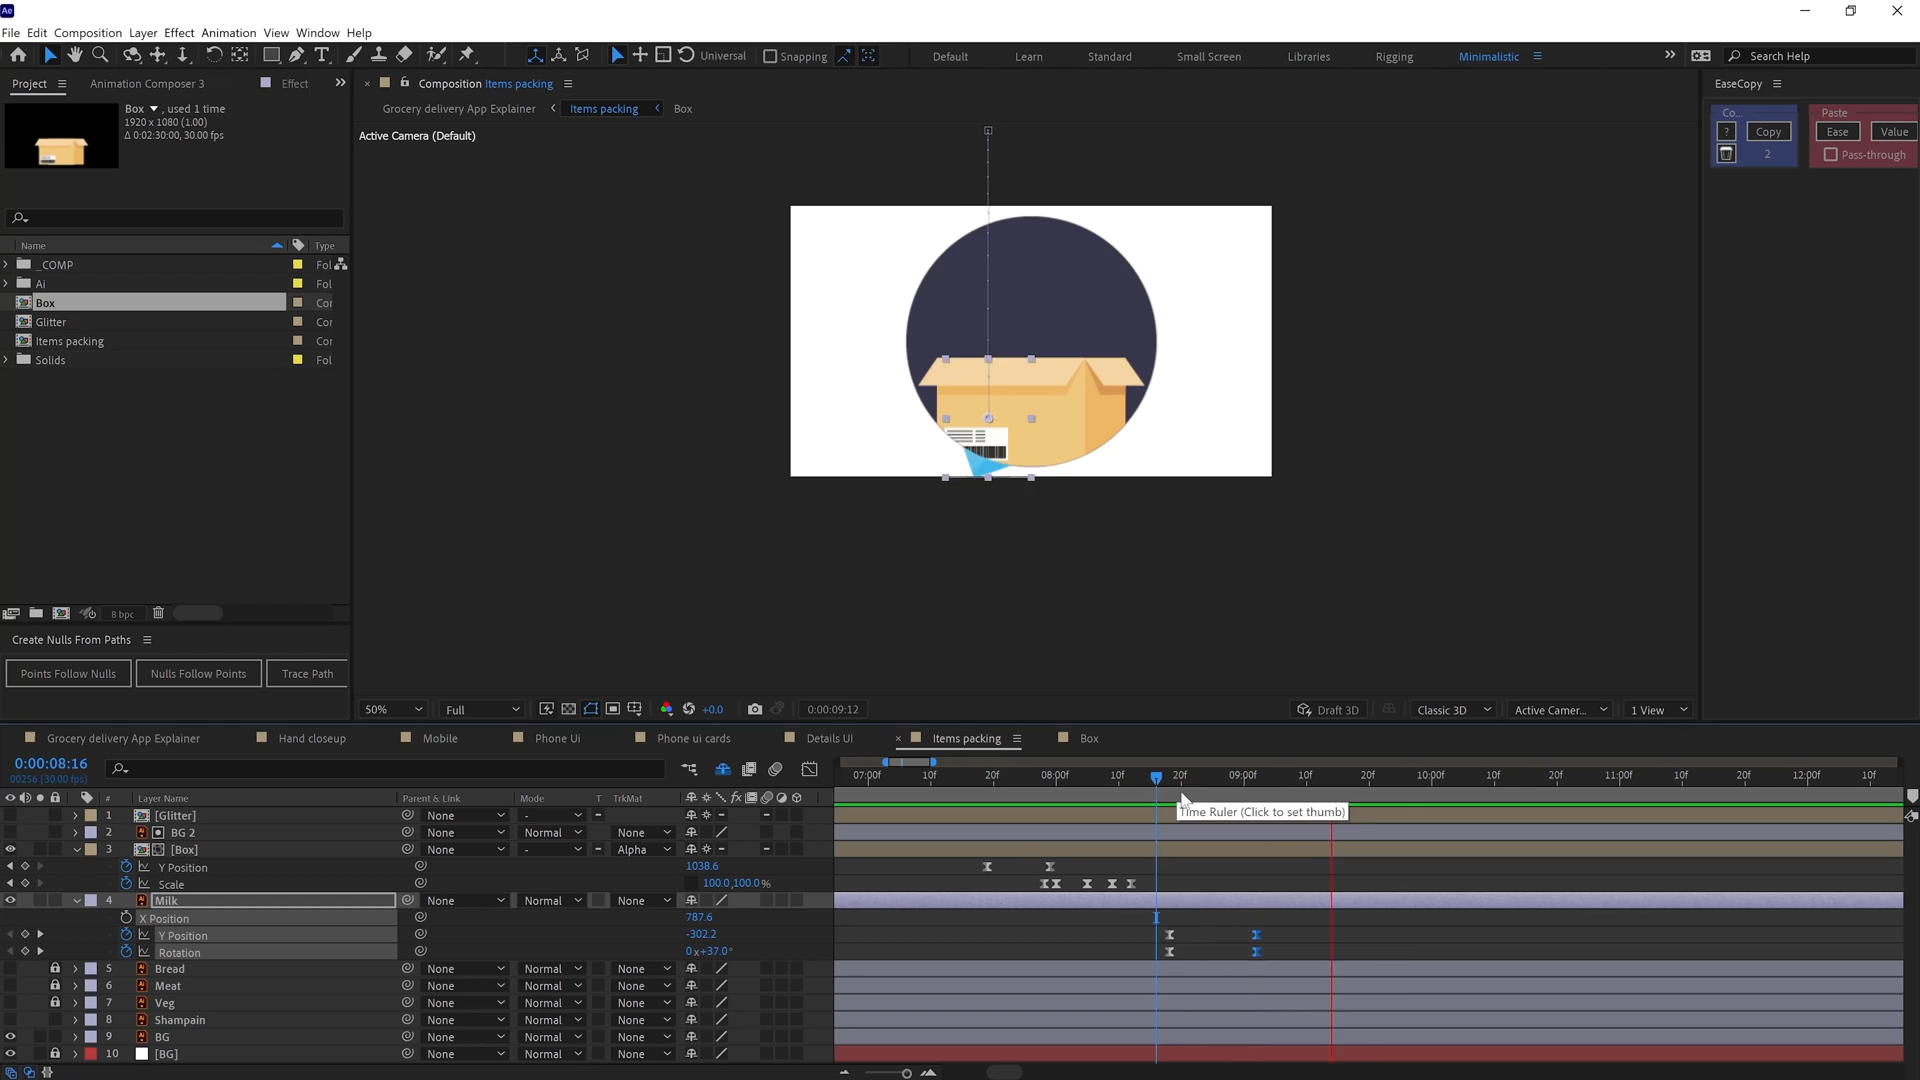 Ae
File Edit Composition Layer Effect Animation View Window Help
Universal Snapping Default Learn Standard Small Screen Libraries Rigging Minimalistic Search Help
Project Animation Composer 3 Effect
Composition Items packing
EaseCopy
Box , used 1 time
1920 x 1080 (1.00)
Δ 0:02:30:00, 30.00 fps
Grocery delivery App Explainer Items packing Box
Active Camera (Default)
Co... Paste
? Copy Ease Value
2 Pass-through
Name Type
_COMP Fol
Ai Fol
Box Cor
Glitter Cor
Items packing Cor
Solids Fol
8 bpc
Create Nulls From Paths
Points Follow Nulls Nulls Follow Points Trace Path
50% Full +0.0 0:00:09:12 Draft 3D Classic 3D Active Camer... 1 View
Grocery delivery App Explainer Hand closeup Mobile Phone Ui Phone ui cards Details UI Items packing Box
0:00:08:16
00256 (30.00 fps)
07:00f 10f 20f 08:00f 10f 20f 09:00f 10f 20f 10:00f 10f 20f 11:00f 10f 20f 12:00f 10f
# Layer Name Parent & Link Mode T TrkMat fx
1 [Glitter] None -
Time Ruler (Click to set thumb)
2 BG 2 None Normal None
3 [Box] None - Alpha
Y Position 1038.6
Scale 100.0,100.0%
4 Milk None Normal None
X Position 787.6
Y Position -302.2
Rotation 0x+37.0°
5 Bread None Normal None
6 Meat None Normal None
7 Veg None Normal None
8 Shampain None Normal None
9 BG None Normal None
10 [BG] None Normal None